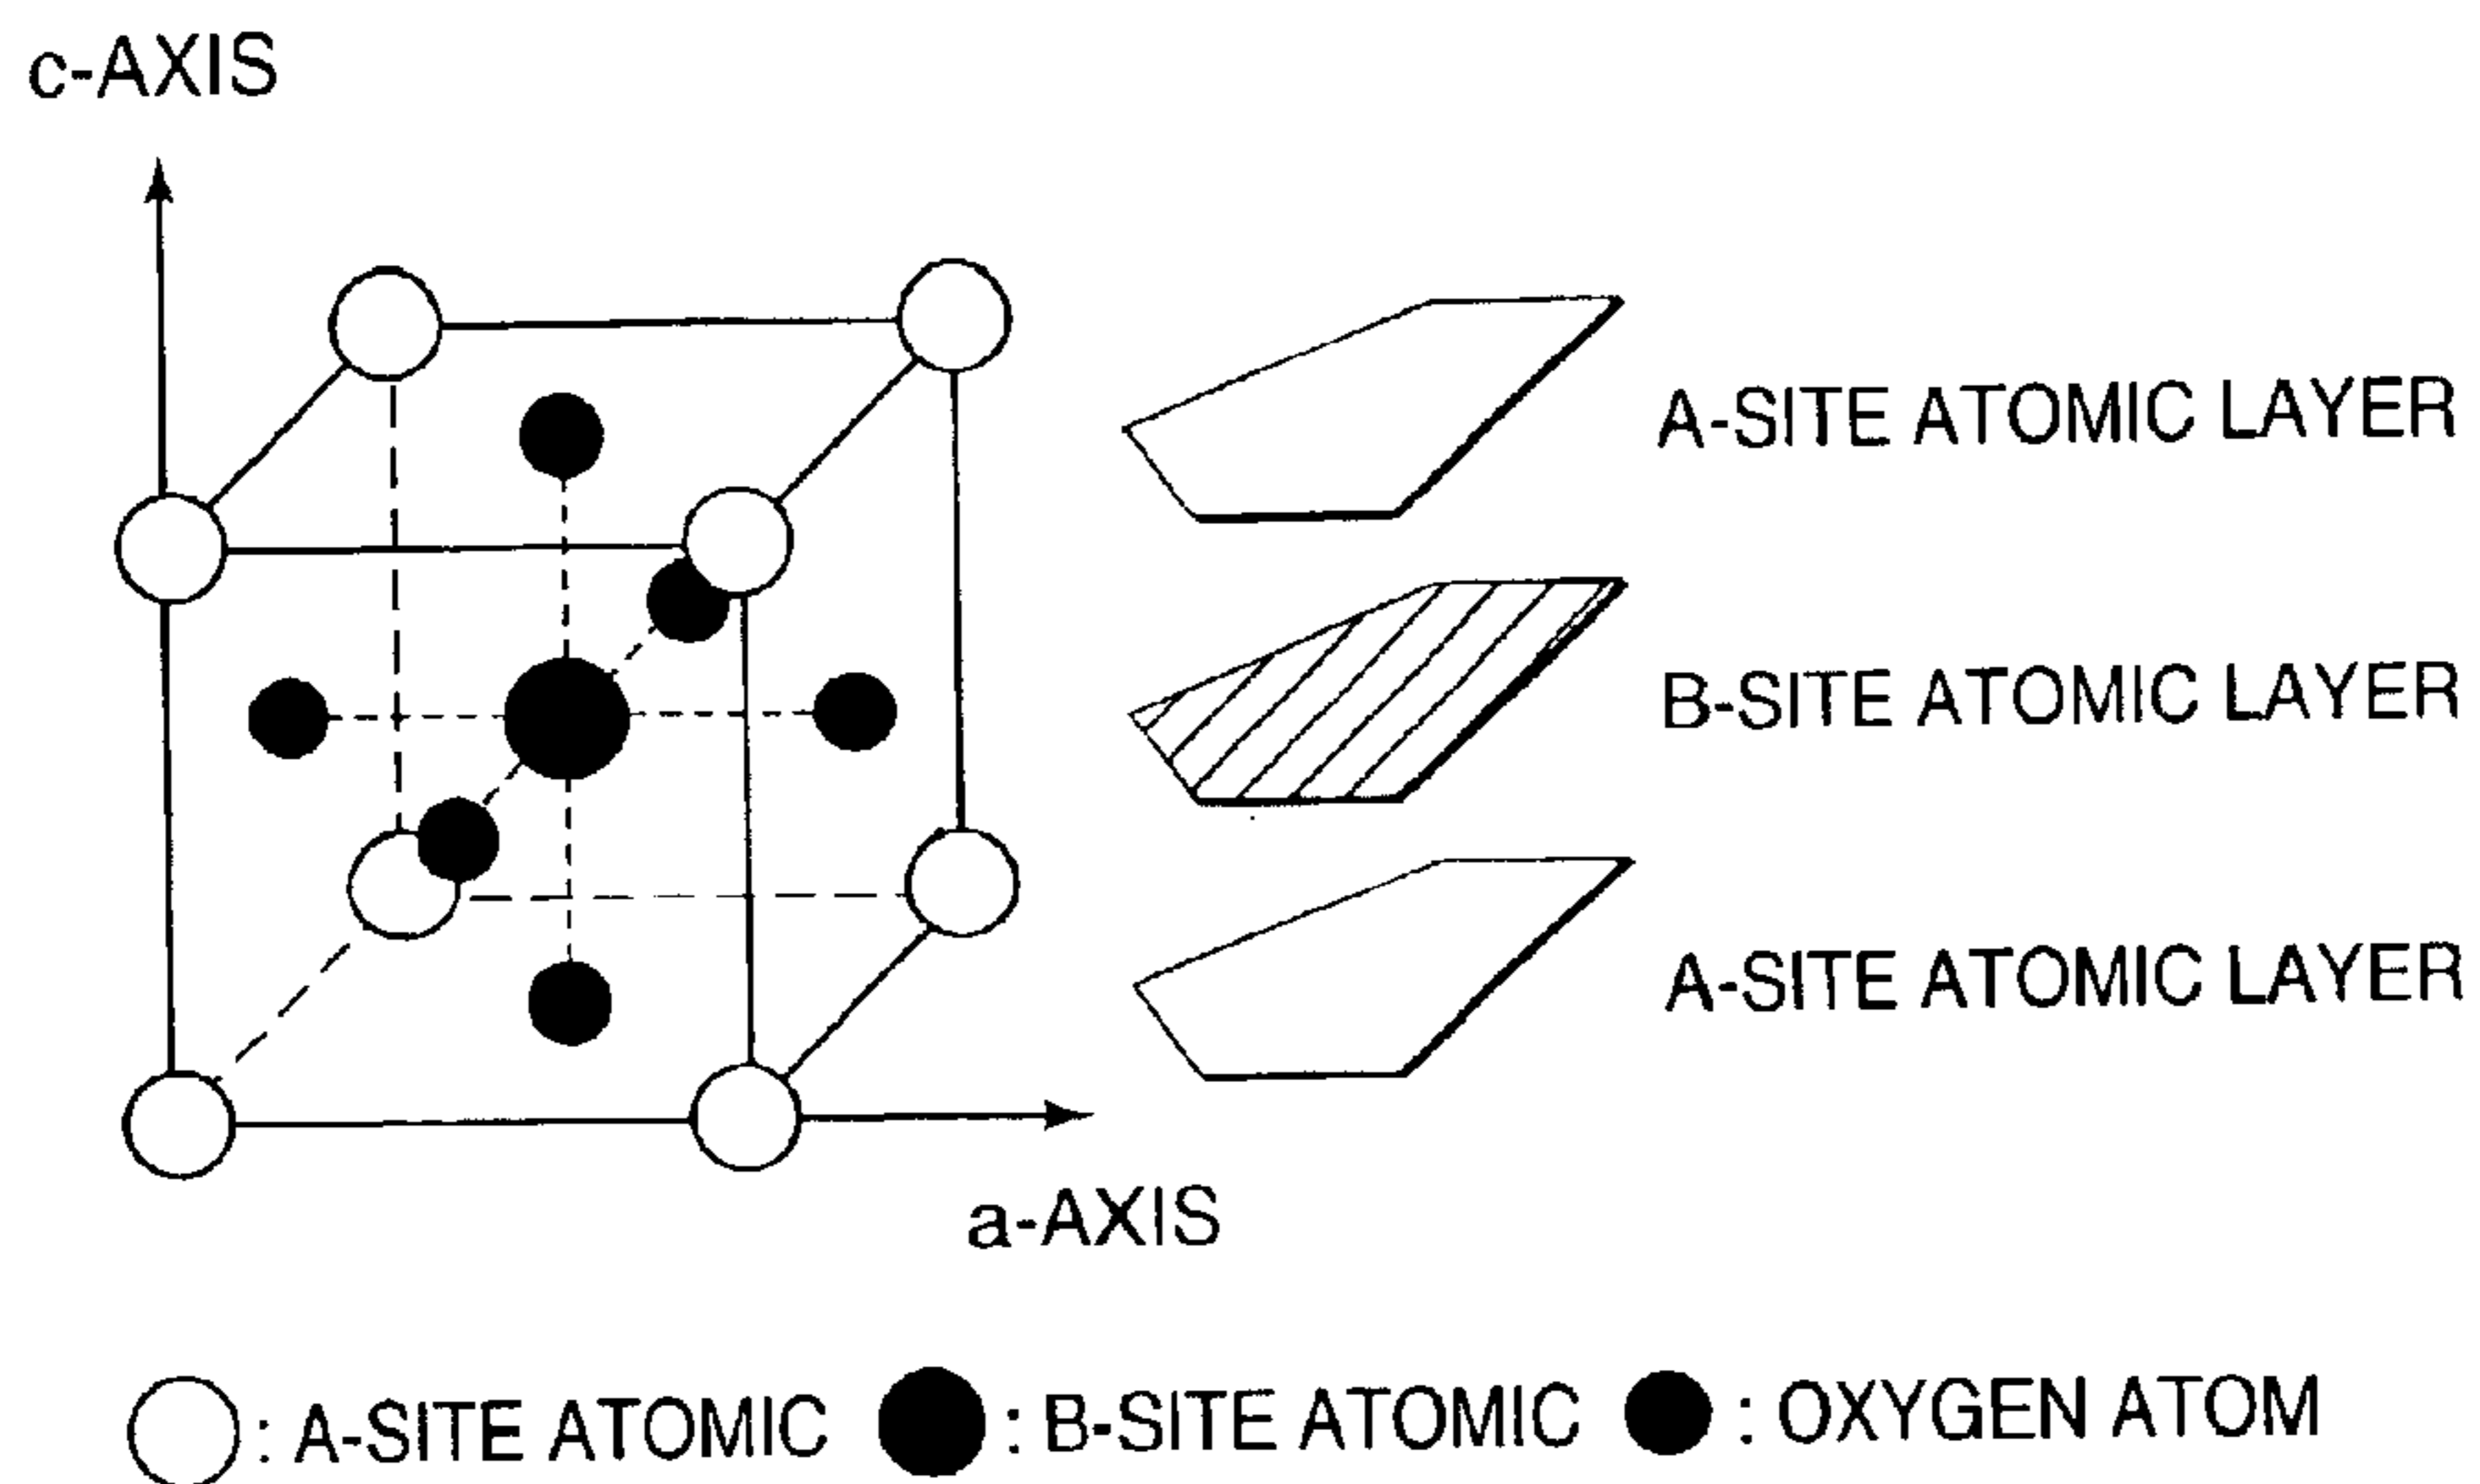 c-AXIS
A-SITE ATOMIC LAYER
B-SITE ATOMIC LAYER
A-SITE ATOMIC LAYER
a-AXIS
: A-SITE ATOMIC : B-SITE ATOMIC : OXYGEN ATOM